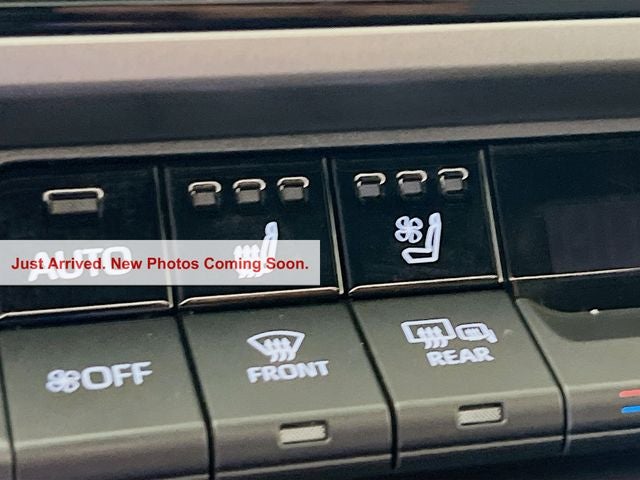 AUTO
Just Arrived. New Photos Coming Soon.
OFF
FRONT
REAR